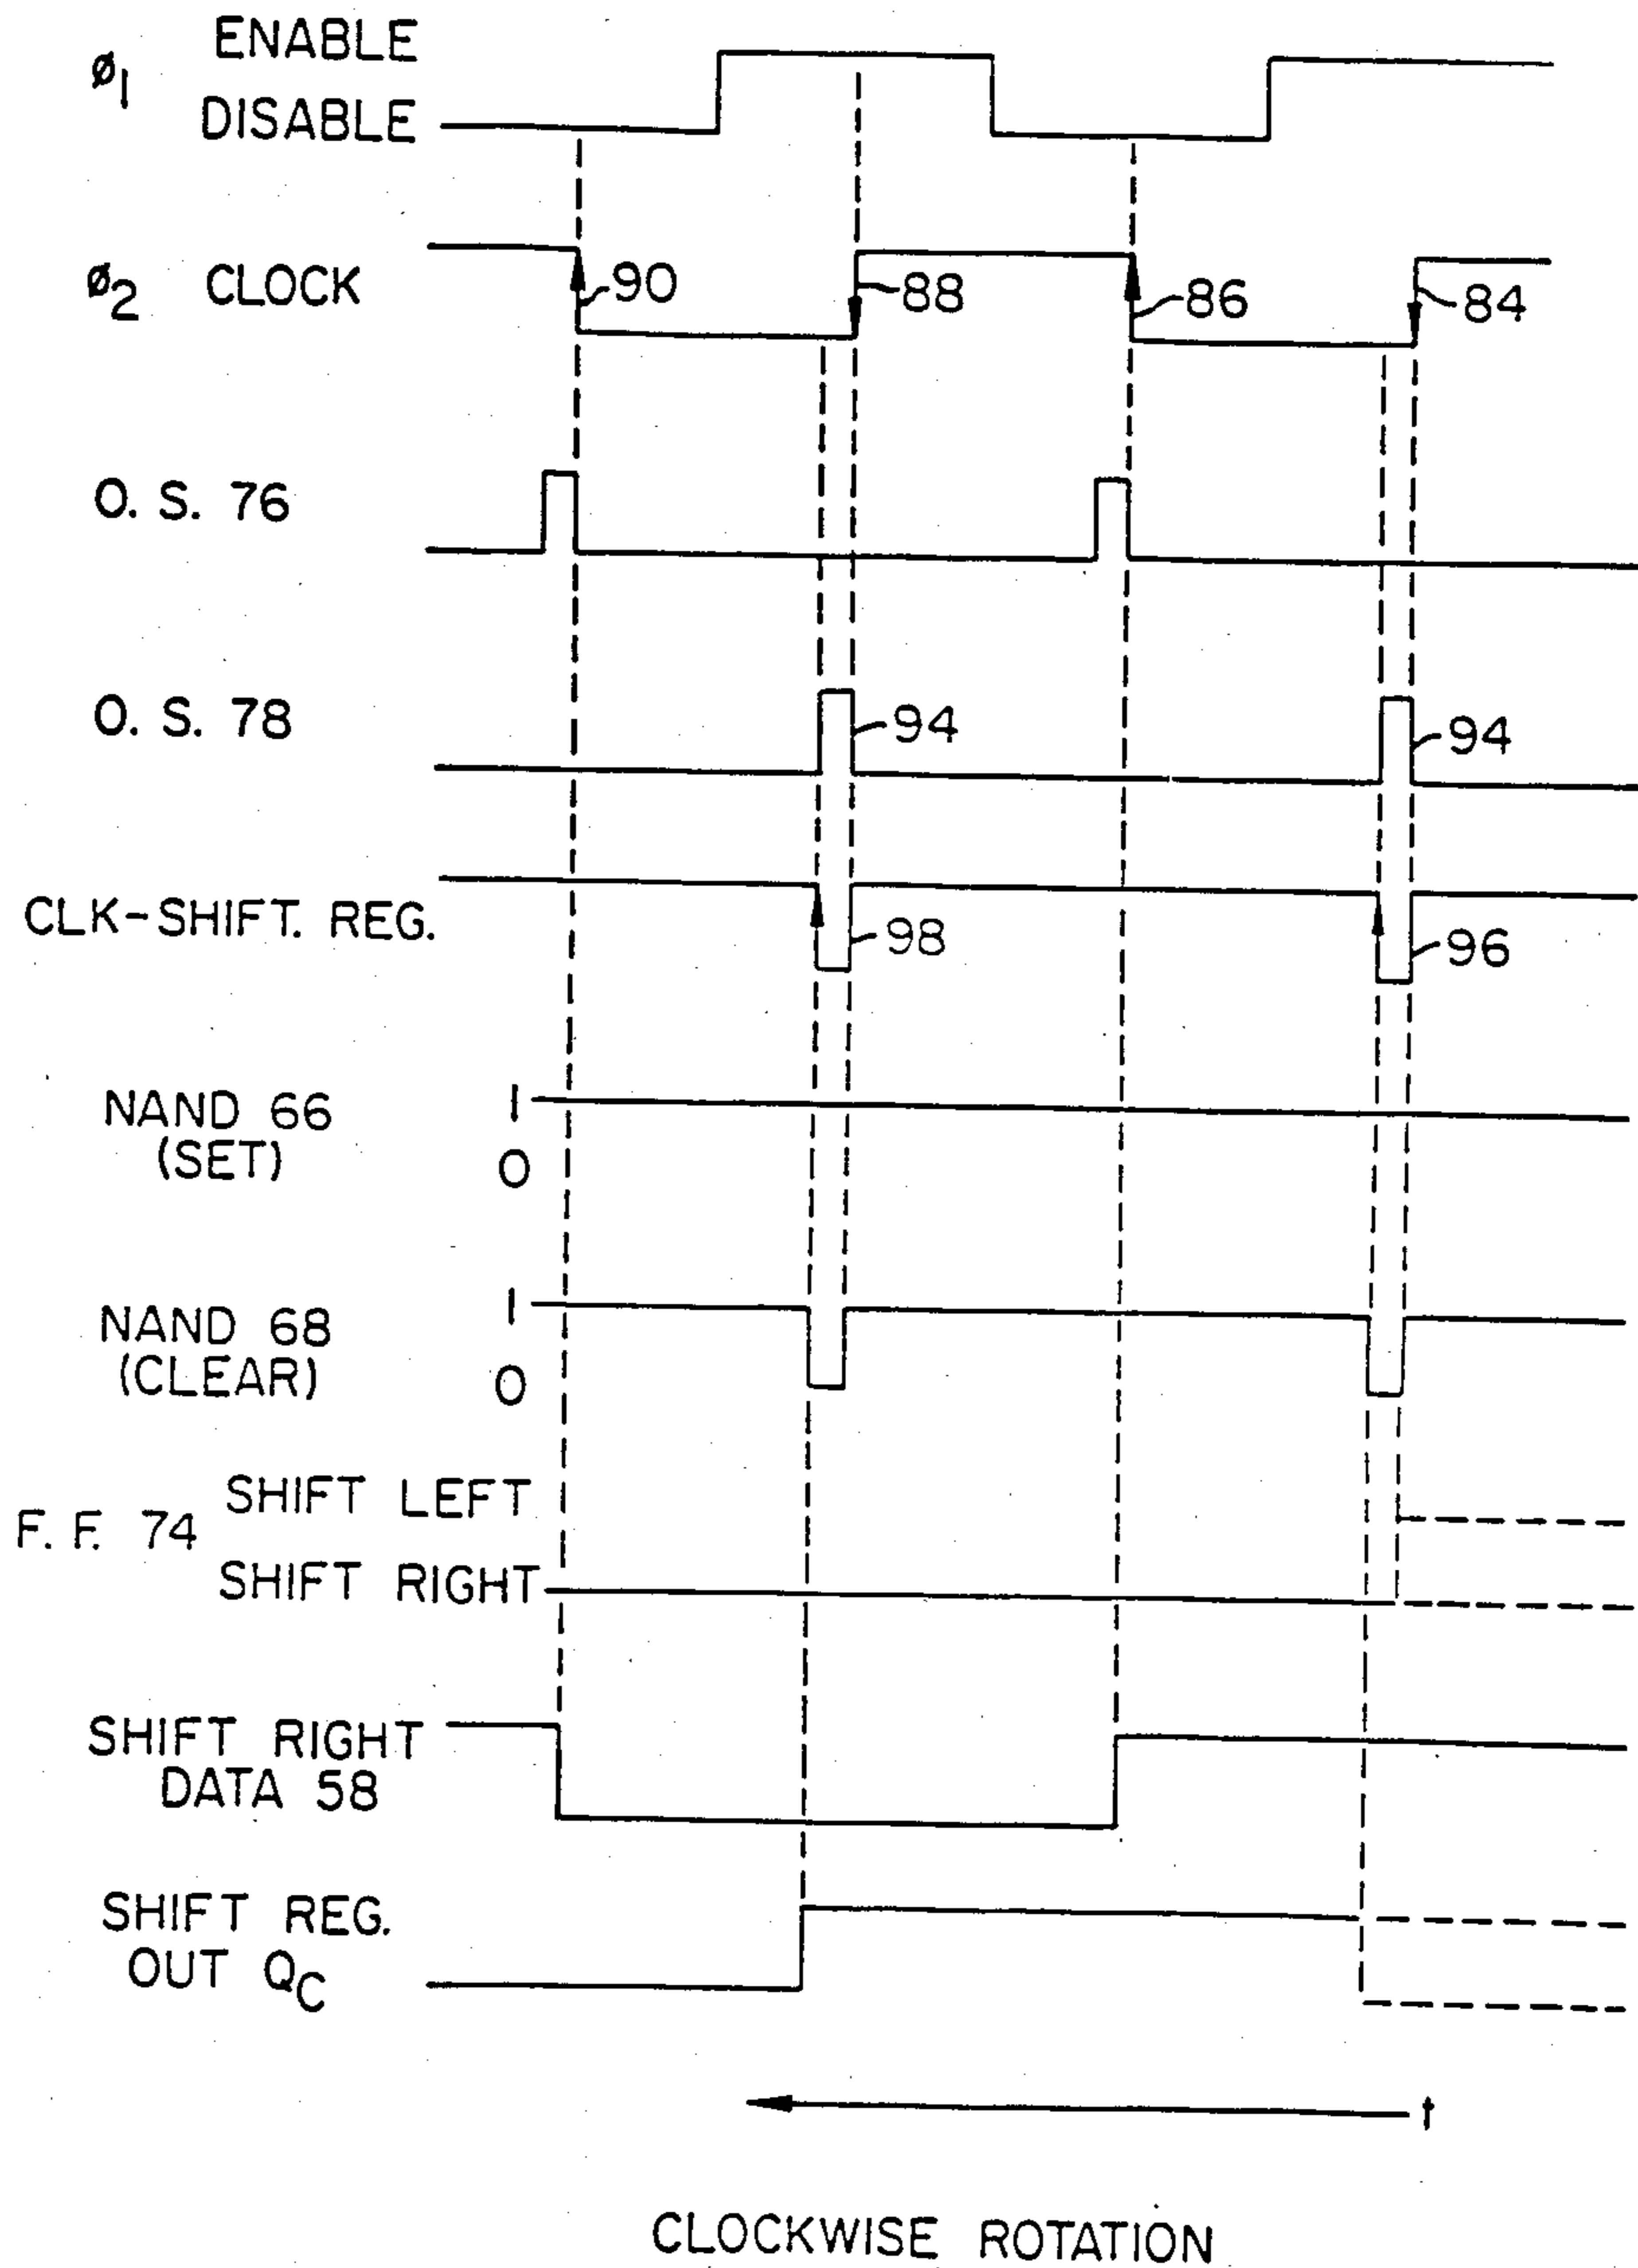 ø1 ENABLE
DISABLE
ø2 CLOCK
90
88
86
84
O. S. 76
O. S. 78
94
94
CLK-SHIFT. REG.
98
96
NAND 66
(SET)
1
0
NAND 68
(CLEAR)
1
0
F. F. 74
SHIFT LEFT
SHIFT RIGHT
SHIFT RIGHT
DATA 58
SHIFT REG.
OUT QC
t
CLOCKWISE ROTATION